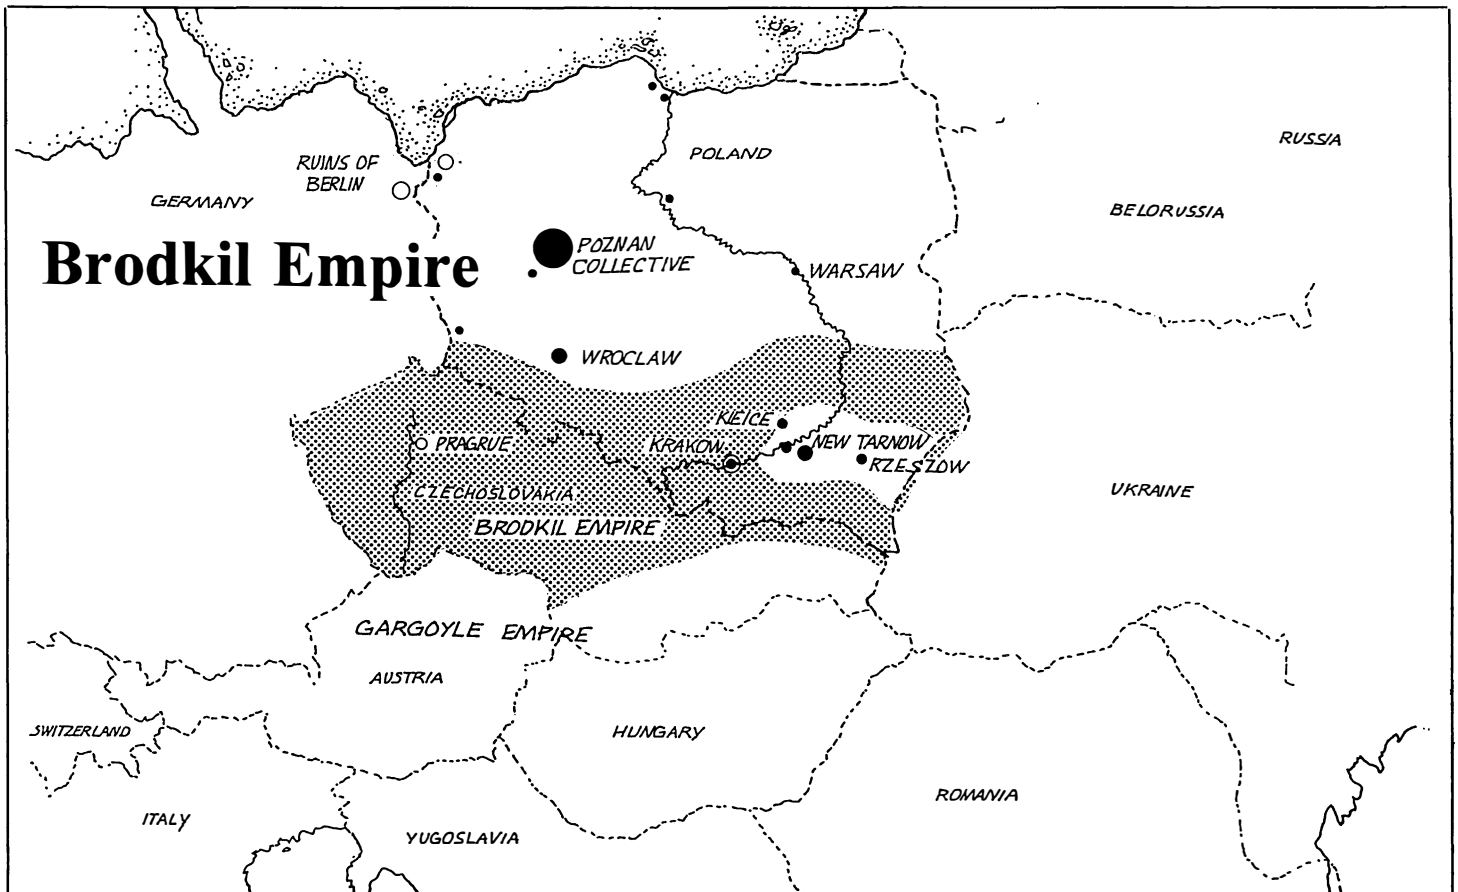 RUSSIA
POLAND
RUINS OF
BERLIN
GERMANY
BELORUSSIA
Brodkil Empire
POZNAN
COLLECTIVE
WARSAW
WROCLAW
KIELCE
KRAKOW
NEW TARNOW
RZESZOW
PRAGRUE
CZECHOSLOVAKIA
BRODKIL EMPIRE
UKRAINE
GARGOYLE EMPIRE
AUSTRIA
SWITZERLAND
HUNGARY
ROMANIA
ITALY
YUGOSLAVIA